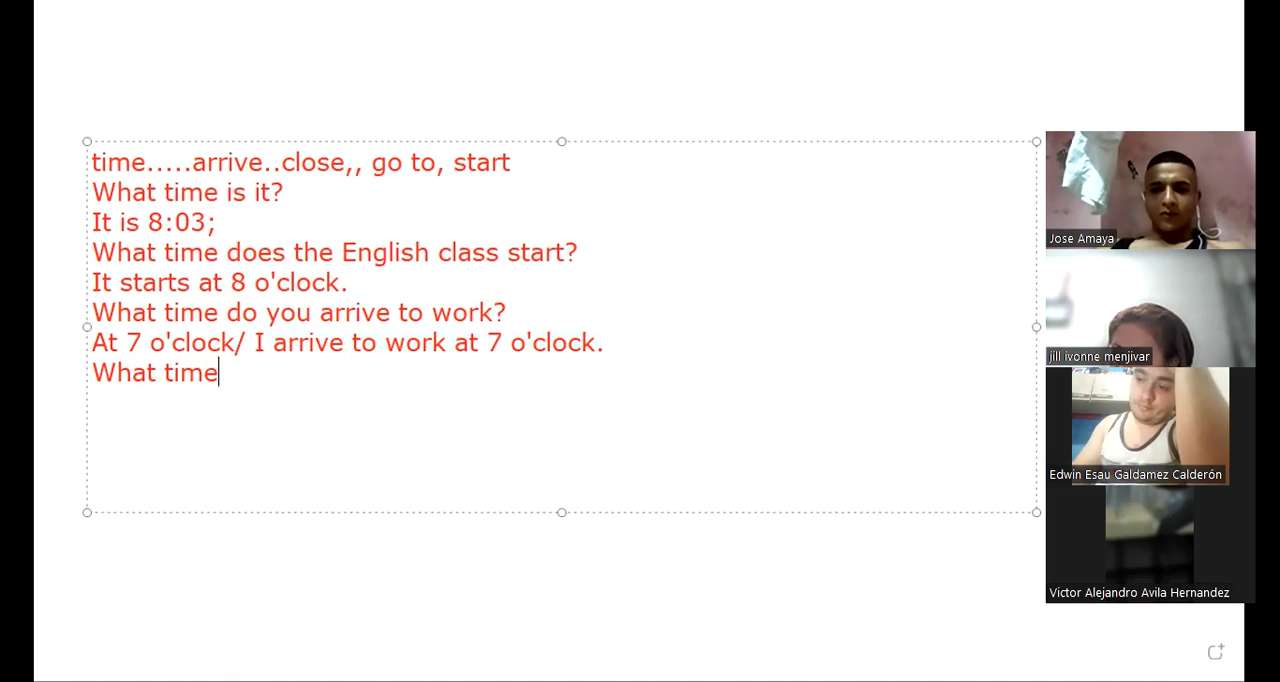 time.....arrive..close,, go to, start
What time is it?
It is 8:03;
What time does the English class start?
It starts at 8 o'clock.
What time do you arrive to work?
At 7 o'clock/ I arrive to work at 7 o'clock.
What time
Jose Amaya
jill ivonne menjivar
Edwin Esau Galdamez Calderón
Victor Alejandro Avila Hernandez